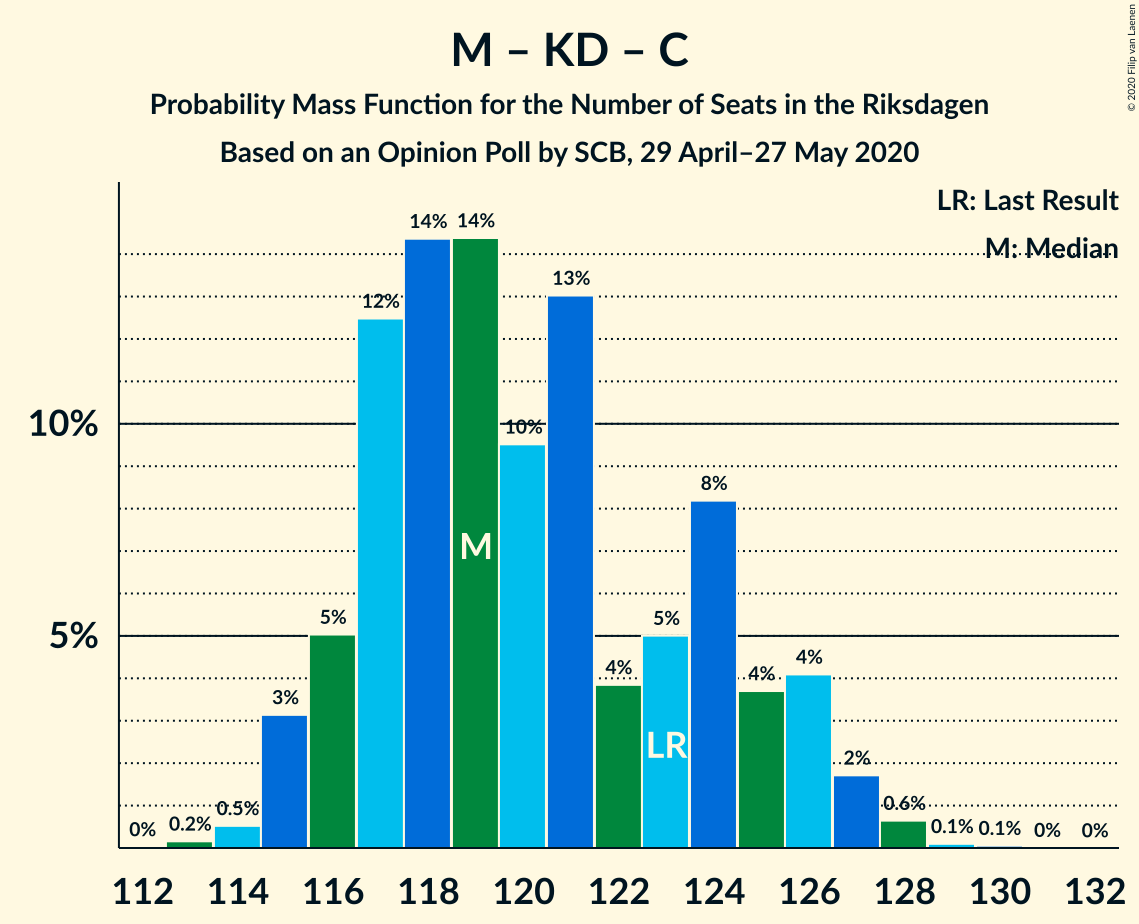 M – KD – C
Probability Mass Function for the Number of Seats in the Riksdagen
Based on an Opinion Poll by SCB, 29 April–27 May 2020
© 2020 Filip van Laenen
LR: Last Result
M: Median
10%
5%
0%
0.2%
0.5%
3%
5%
12%
14%
14%
10%
13%
4%
5%
8%
4%
4%
2%
0.6%
0.1%
0.1%
0%
0%
M
LR
112 114 116 118 120 122 124 126 128 130 132